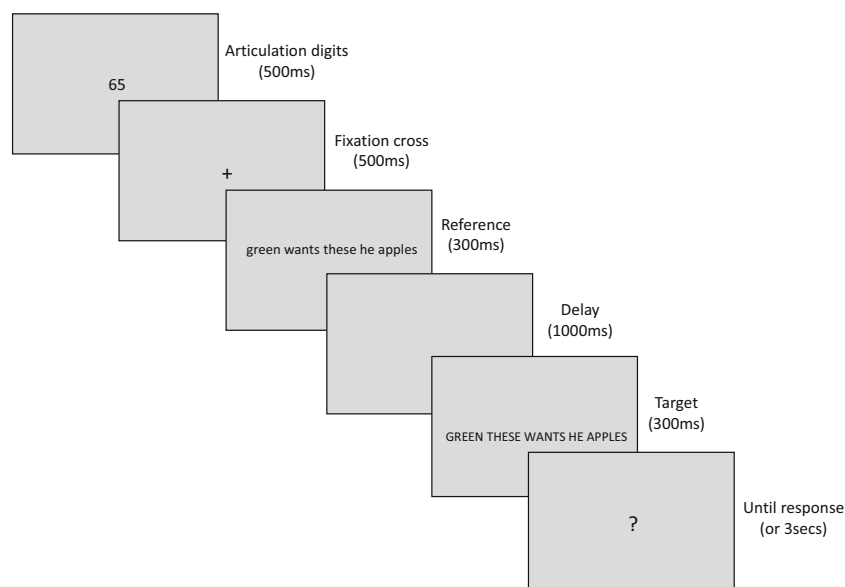 65
Articulation digits
(500ms)
+
Fixation cross
(500ms)
green wants these he apples
Reference
(300ms)
Delay
(1000ms)
GREEN THESE WANTS HE APPLES
Target
(300ms)
?
Until response
(or 3secs)